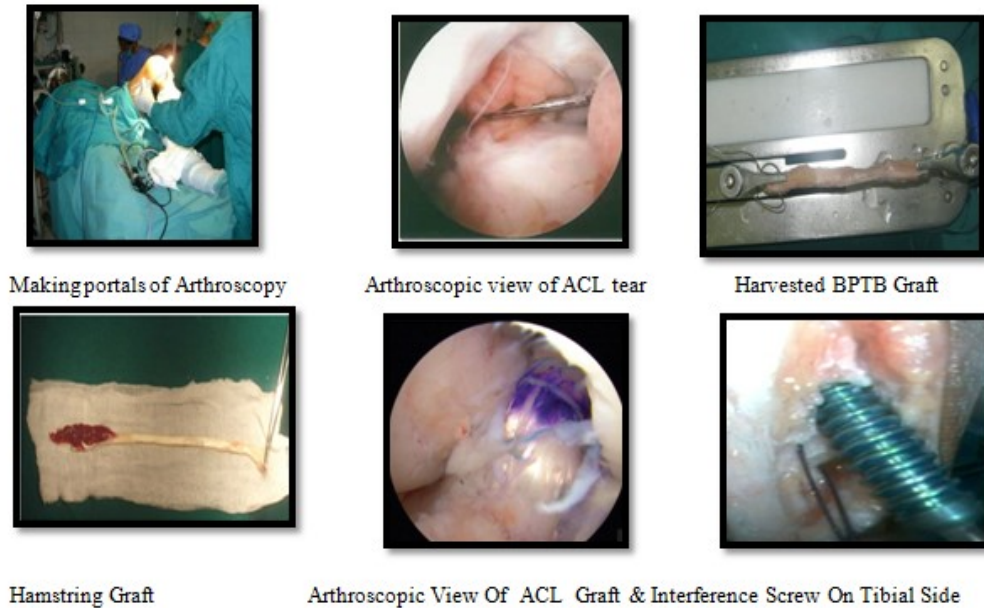 Making portals of Arthroscopy
Arthroscopic view of ACL tear
Harvested BPTB Graft
Hamstring Graft
Arthroscopic View Of ACL Graft & Interference Screw On Tibial Side